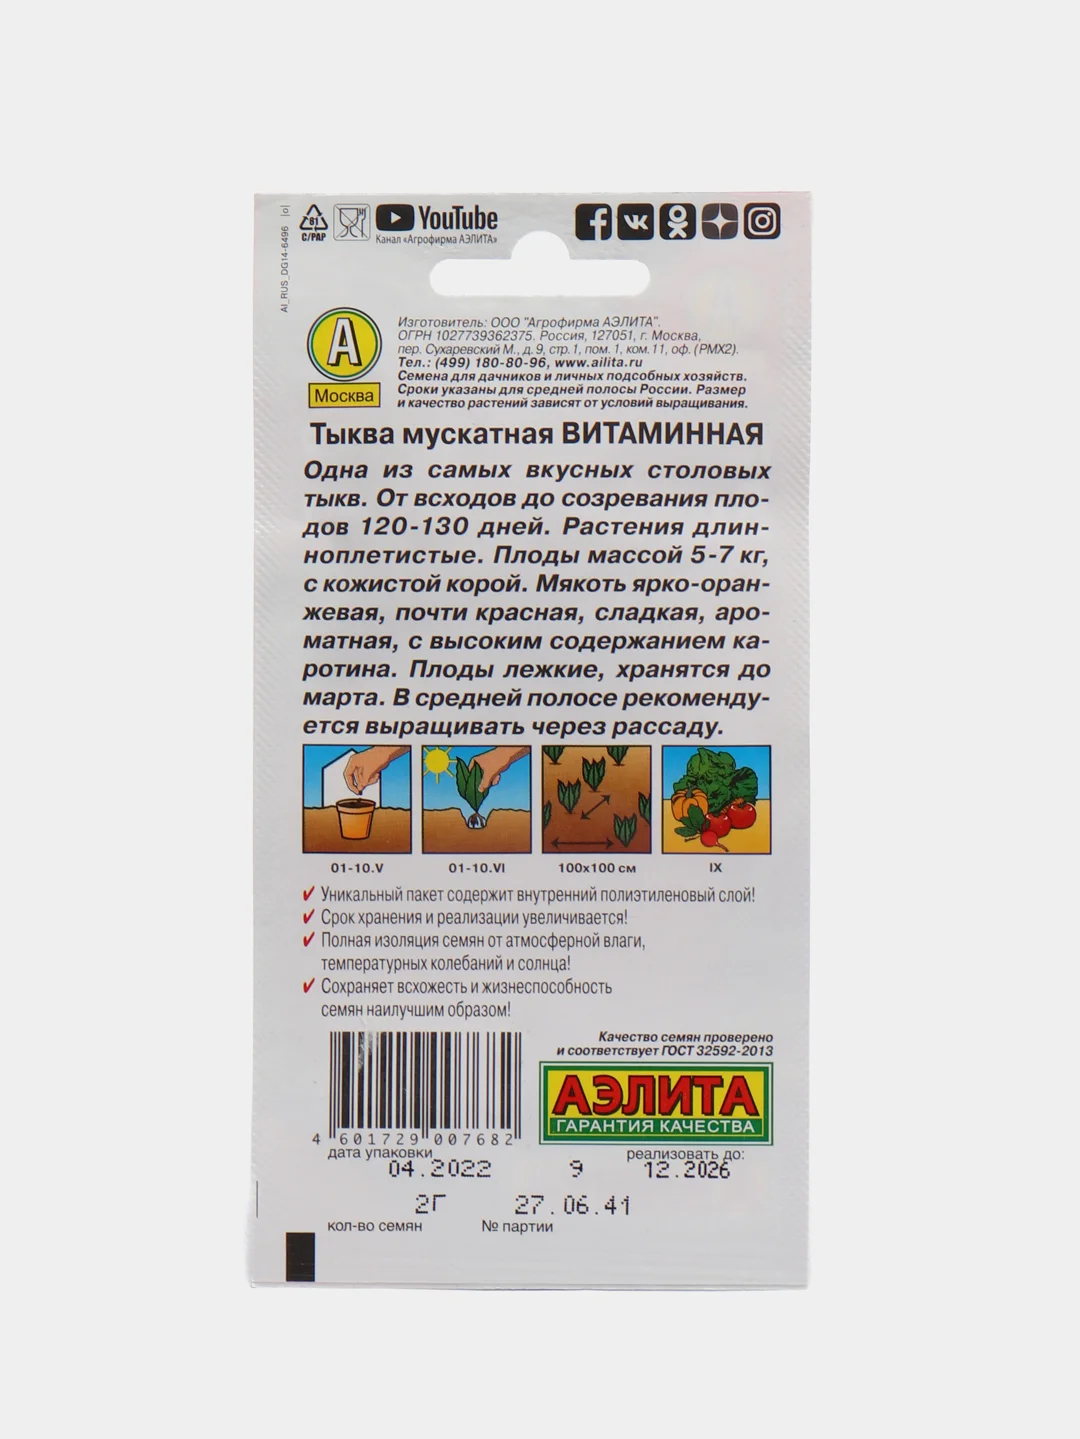 AI_RUS_DG14-6496 |о|
81
C/PAP
YouTube
Канал «Агрофирма АЭЛИТА»
А
Москва
Изготовитель: ООО "Агрофирма АЭЛИТА".
ОГРН 1027739362375. Россия, 127051, г. Москва,
пер. Сухаревский М., д. 9, стр. 1, пом. 1, ком. 11, оф. (РМХ2).
Тел.: (499) 180-80-96, www.ailita.ru
Семена для дачников и личных подсобных хозяйств.
Сроки указаны для средней полосы России. Размер
и качество растений зависят от условий выращивания.
Тыква мускатная ВИТАМИННАЯ
Одна из самых вкусных столовых
тыкв. От всходов до созревания пло-
дов 120-130 дней. Растения длин-
ноплетистые. Плоды массой 5-7 кг,
с кожистой корой. Мякоть ярко-оран-
жевая, почти красная, сладкая, аро-
матная, с высоким содержанием ка-
ротина. Плоды лежкие, хранятся до
марта. В средней полосе рекоменду-
ется выращивать через рассаду.
01-10.V 01-10.VI 100х100 см IX
Уникальный пакет содержит внутренний полиэтиленовый слой!
Срок хранения и реализации увеличивается!
Полная изоляция семян от атмосферной влаги,
температурных колебаний и солнца!
Сохраняет всхожесть и жизнеспособность
семян наилучшим образом!
Качество семян проверено
и соответствует ГОСТ 32592-2013
АЭЛИТА
ГАРАНТИЯ КАЧЕСТВА
4 601729 007682
дата упаковки реализовать до:
04.2022 9 12.2026
2Г 27.06.41
кол-во семян № партии